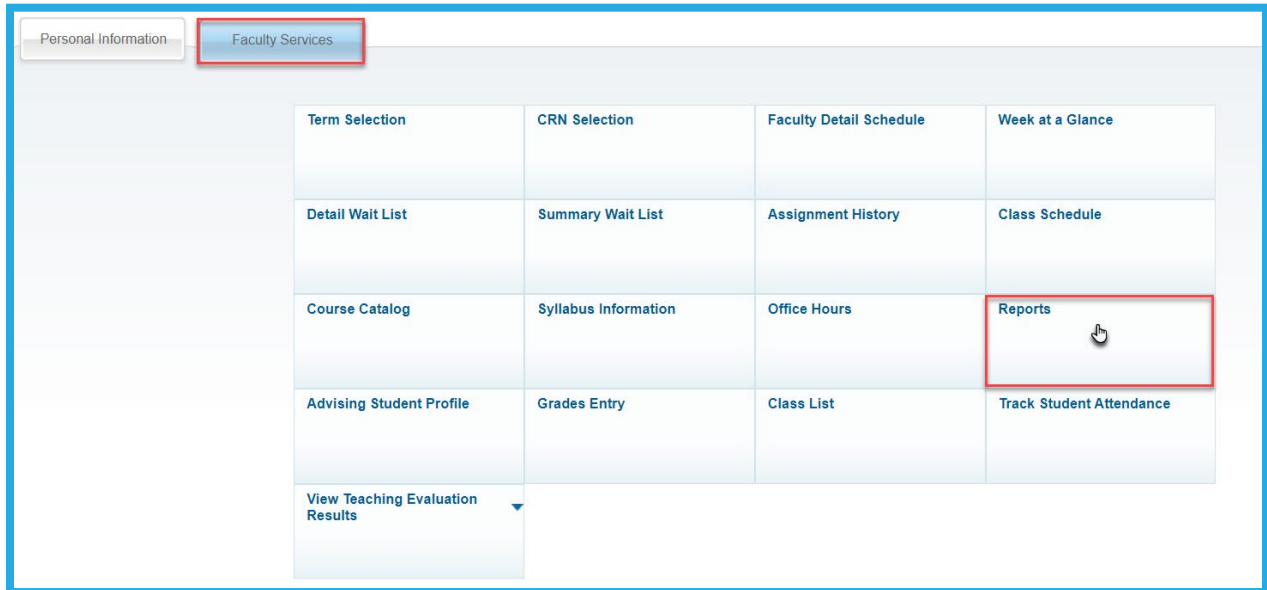 Personal Information
Faculty Services
Term Selection
CRN Selection
Faculty Detail Schedule
Week at a Glance
Detail Wait List
Summary Wait List
Assignment History
Class Schedule
Course Catalog
Syllabus Information
Office Hours
Reports
Advising Student Profile
Grades Entry
Class List
Track Student Attendance
View Teaching Evaluation
Results